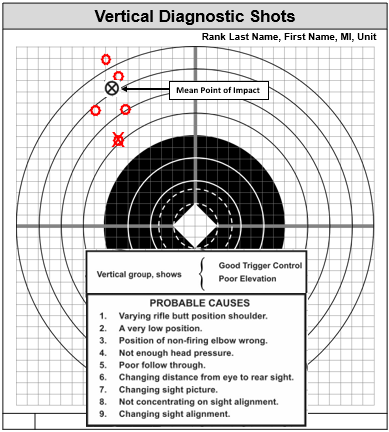 Vertical Diagnostic Shots
Rank Last Name, First Name, MI, Unit
Mean Point of Impact
Vertical group, shows
Good Trigger Control
Poor Elevation
PROBABLE CAUSES
1. Varying rifle butt position shoulder.
2. A very low position.
3. Position of non-firing elbow wrong.
4. Not enough head pressure.
5. Poor follow through.
6. Changing distance from eye to rear sight.
7. Changing sight picture.
8. Not concentrating on sight alignment.
9. Changing sight alignment.